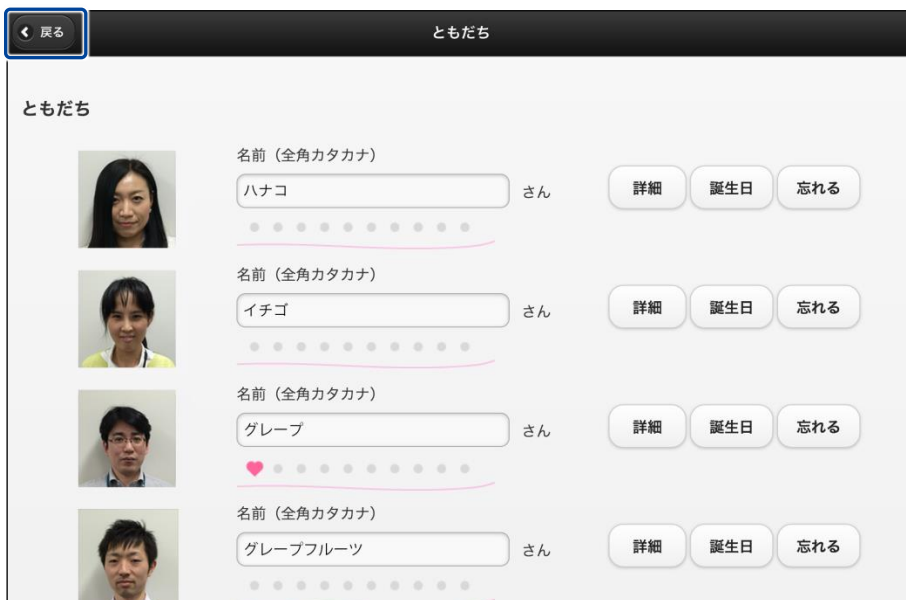 戻る
ともだち
ともだち
名前（全角カタカナ）
ハナコ さん 詳細 誕生日 忘れる
名前（全角カタカナ）
イチゴ さん 詳細 誕生日 忘れる
名前（全角カタカナ）
グレープ さん 詳細 誕生日 忘れる
名前（全角カタカナ）
グレープフルーツ さん 詳細 誕生日 忘れる